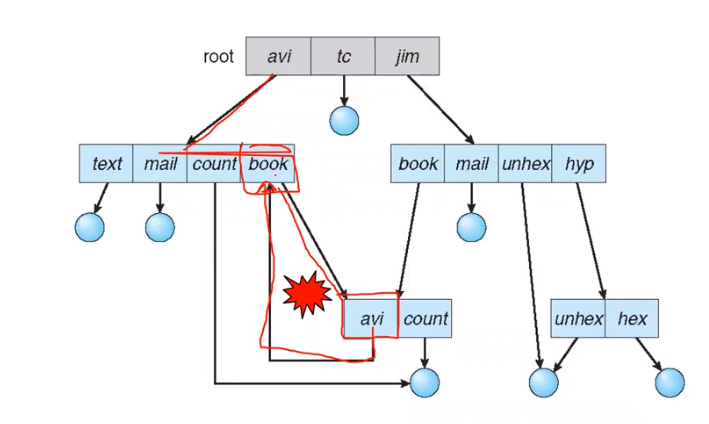 root avi tc jim
text mail count book
book mail unhex hyp
avi count
unhex hex